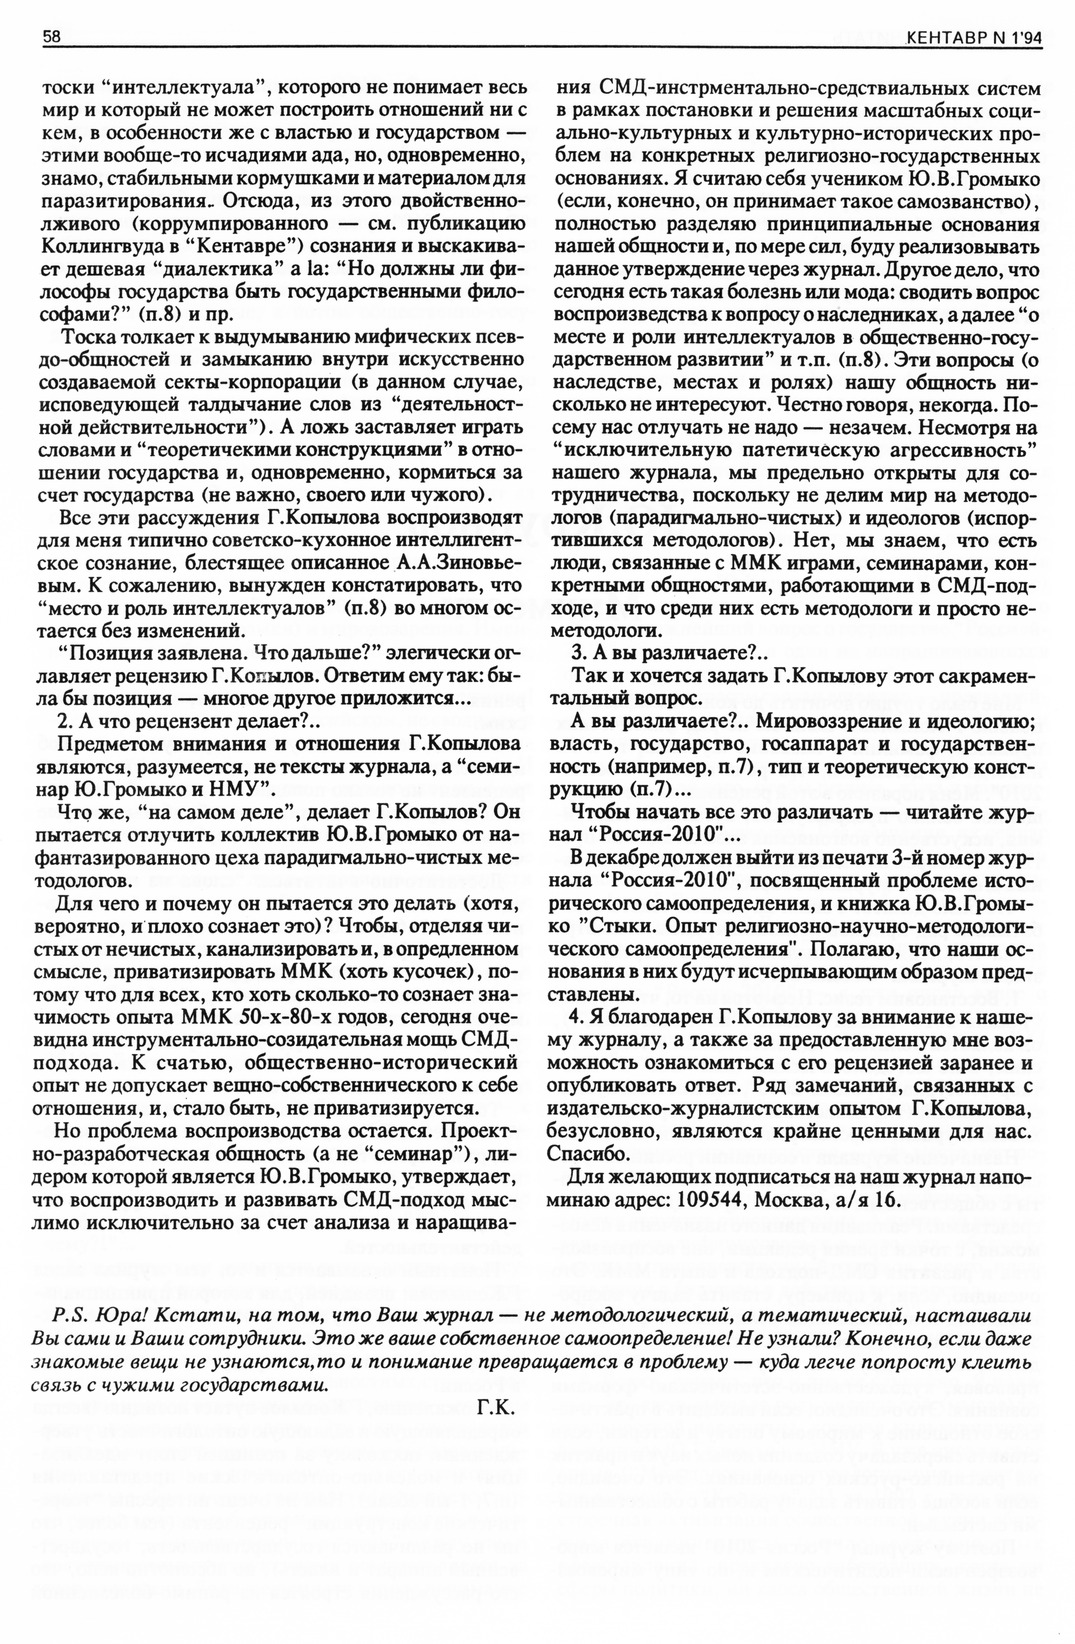 58
КЕНТАВР N 1'94
тоски “интеллектуала”, которого не понимает весь
мир и который не может построить отношений ни с
кем, в особенности же с властью и государством —
этими вообще-то исчадиями ада, но, одновременно,
знамо, стабильными кормушками и материалом для
паразитирования.. Отсюда, из этого двойственно-
лживого (коррумпированного — см. публикацию
Коллингвуда в “Кентавре”) сознания и выскакива-
ет дешевая “диалектика” а la: “Но должны ли фи-
лософы государства быть государственными фило-
софами?” (п.8) и пр.
Тоска толкает к выдумыванию мифических псев-
до-общностей и замыканию внутри искусственно
создаваемой секты-корпорации (в данном случае,
исповедующей талдычание слов из “деятельност-
ной действительности”). А ложь заставляет играть
словами и “теоретичекими конструкциями” в отно-
шении государства и, одновременно, кормиться за
счет государства (не важно, своего или чужого).
Все эти рассуждения Г.Копылова воспроизводят
для меня типично советско-кухонное интеллигент-
ское сознание, блестящее описанное А.А.Зиновье-
вым. К сожалению, вынужден констатировать, что
“место и роль интеллектуалов” (п.8) во многом ос-
тается без изменений.
“Позиция заявлена. Что дальше?” элегически ог-
лавляет рецензию Г.Копылов. Ответим ему так: бы-
ла бы позиция — многое другое приложится...
2. А что рецензент делает?..
Предметом внимания и отношения Г.Копылова
являются, разумеется, не тексты журнала, а “семи-
нар Ю.Громыко и НМУ”.
Что же, “на самом деле”, делает Г.Копылов? Он
пытается отлучить коллектив Ю.В.Громыко от на-
фантазированного цеха парадигмально-чистых ме-
тодологов.
Для чего и почему он пытается это делать (хотя,
вероятно, и плохо сознает это)? Чтобы, отделяя чи-
стых от нечистых, канализировать и, в опредленном
смысле, приватизировать ММК (хоть кусочек), по-
тому что для всех, кто хоть сколько-то сознает зна-
чимость опыта ММК 50-х-80-х годов, сегодня оче-
видна инструментально-созидательная мощь СМД-
подхода. К счатью, общественно-исторический
опыт не допускает вещно-собственнического к себе
отношения, и, стало быть, не приватизируется.
Но проблема воспроизводства остается. Проект-
но-разработческая общность (а не “семинар”), ли-
дером которой является Ю.В.Громыко, утверждает,
что воспроизводить и развивать СМД-подход мыс-
лимо исключительно за счет анализа и наращива-
ния СМД-инстрментально-средствиальных систем
в рамках постановки и решения масштабных соци-
ально-культурных и культурно-исторических про-
блем на конкретных религиозно-государственных
основаниях. Я считаю себя учеником Ю.В.Громыко
(если, конечно, он принимает такое самозванство),
полностью разделяю принципиальные основания
нашей общности и, по мере сил, буду реализовывать
данное утверждение через журнал. Другое дело, что
сегодня есть такая болезнь или мода: сводить вопрос
воспроизведства к вопросу о наследниках, а далее “о
месте и роли интеллектуалов в общественно-госу-
дарственном развитии” и т.п. (п.8). Эти вопросы (о
наследстве, местах и ролях) нашу общность ни-
сколько не интересуют. Честно говоря, некогда. По-
сему нас отлучать не надо — незачем. Несмотря на
“исключительную патетическую агрессивность”
нашего журнала, мы предельно открыты для со-
трудничества, поскольку не делим мир на методо-
логов (парадигмально-чистых) и идеологов (испор-
тившихся методологов). Нет, мы знаем, что есть
люди, связанные с ММК играми, семинарами, кон-
кретными общностями, работающими в СМД-под-
ходе, и что среди них есть методологи и просто не-
методологи.
3. А вы различаете?..
Так и хочется задать Г.Копылову этот сакрамен-
тальный вопрос.
А вы различаете?.. Мировоззрение и идеологию;
власть, государство, госаппарат и государствен-
ность (например, п.7), тип и теоретическую конст-
рукцию (п.7)...
Чтобы начать все это различать — читайте жур-
нал “Россия-2010"...
В декабре должен выйти из печати 3-й номер жур-
нала “Россия-2010", посвященный проблеме исто-
рического самоопределения, и книжка Ю.В.Громы-
ко ”Стыки. Опыт религиозно-научно-методологи-
ческого самоопределения". Полагаю, что наши ос-
нования в них будут исчерпывающим образом пред-
ставлены.
4. Я благодарен Г.Копылову за внимание к наше-
му журналу, а также за предоставленную мне воз-
можность ознакомиться с его рецензией заранее и
опубликовать ответ. Ряд замечаний, связанных с
издательско-журналистским опытом Г.Копылова,
безусловно, являются крайне ценными для нас.
Спасибо.
Для желающих подписаться на наш журнал напо-
минаю адрес: 109544, Москва, а/я 16.
P.S. Юра! Кстати, на том, что Ваш журнал — не методологический, а тематический, настаивали
Вы сами и Ваши сотрудники. Это же ваше собственное самоопределение! Не узнали? Конечно, если даже
знакомые вещи не узнаются,то и понимание превращается в проблему — куда легче попросту клеить
связь с чужими государствами.
Г.К.